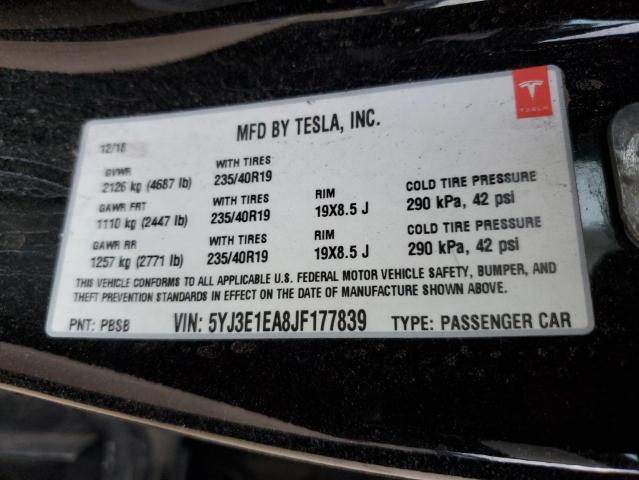 TESLA
MFD BY TESLA, INC.
12/18
GVWR WITH TIRES
2126 kg (4687 lb) 235/40R19
GAWR FRT WITH TIRES RIM COLD TIRE PRESSURE
1110 kg (2447 lb) 235/40R19 19X8.5 J 290 kPa, 42 psi
GAWR RR WITH TIRES RIM COLD TIRE PRESSURE
1257 kg (2771 lb) 235/40R19 19X8.5 J 290 kPa, 42 psi
THIS VEHICLE CONFORMS TO ALL APPLICABLE U.S. FEDERAL MOTOR VEHICLE SAFETY, BUMPER, AND
THEFT PREVENTION STANDARDS IN EFFECT ON THE DATE OF MANUFACTURE SHOWN ABOVE.
PNT: PBSB VIN: 5YJ3E1EA8JF177839 TYPE: PASSENGER CAR